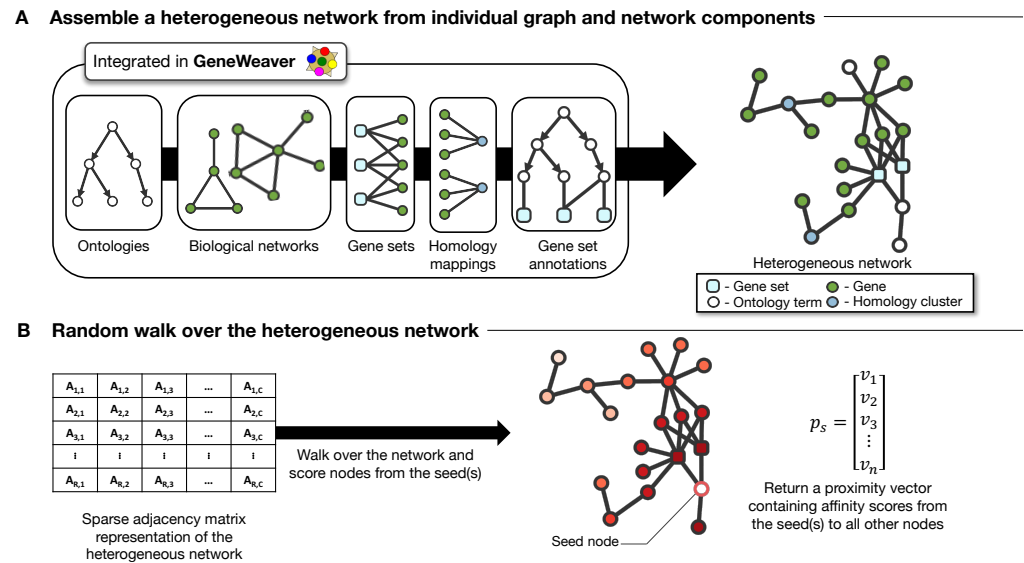 A Assemble a heterogeneous network from individual graph and network components
Integrated in GeneWeaver
Ontologies
Biological networks
Gene sets
Homology
mappings
Gene set
annotations
Heterogeneous network
- Gene set
- Gene
- Ontology term
- Homology cluster
B Random walk over the heterogeneous network
A1,1 A1,2 A1,3 ... A1,C
A2,1 A2,2 A2,3 ... A2,C
A3,1 A3,2 A3,3 ... A3,C
⋮ ⋮ ⋮ ⋮ ⋮
AR,1 AR,2 AR,3 ... AR,C
Sparse adjacency matrix
representation of the
heterogeneous network
Walk over the network and
score nodes from the seed(s)
Seed node
ps =
v1
v2
v3
⋮
vn
Return a proximity vector
containing affinity scores from
the seed(s) to all other nodes